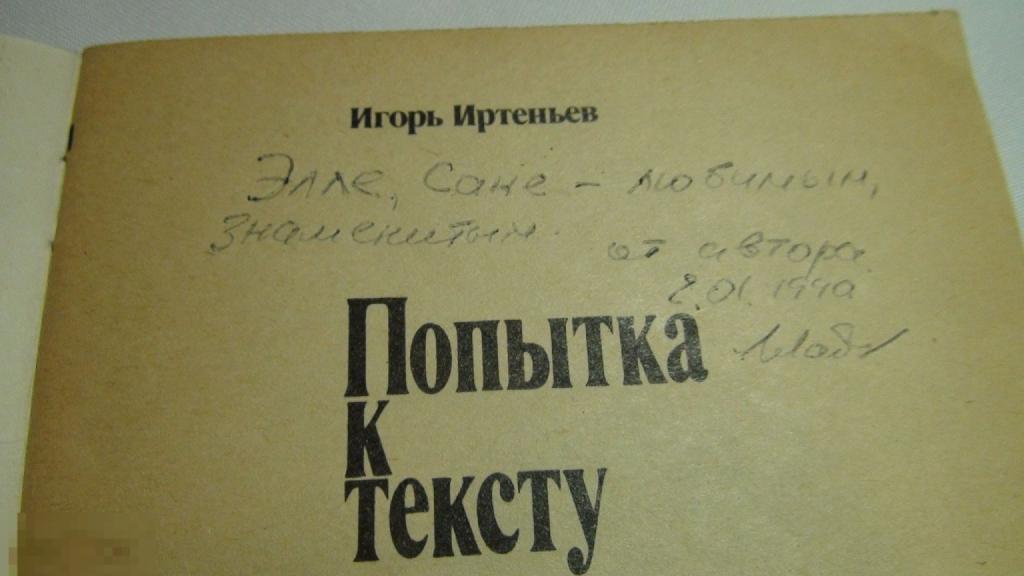 Игорь Иртеньев
Элле, Сане – любимым,
знаменитым.
от автора
2.01.1990
Попытка
к
тексту